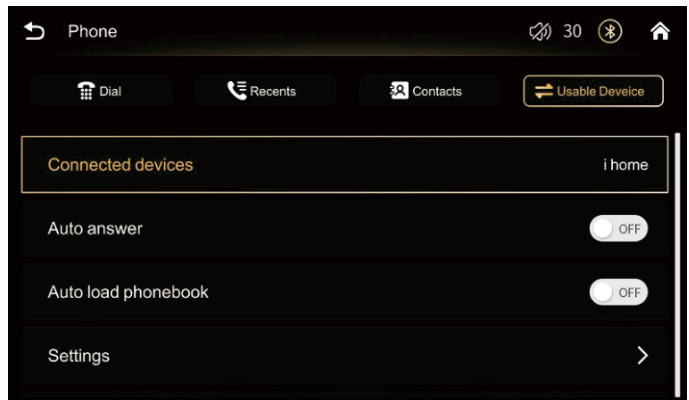 Phone 30
Dial Recents Contacts Usable Deveice
Connected devices i home
Auto answer OFF
Auto load phonebook OFF
Settings